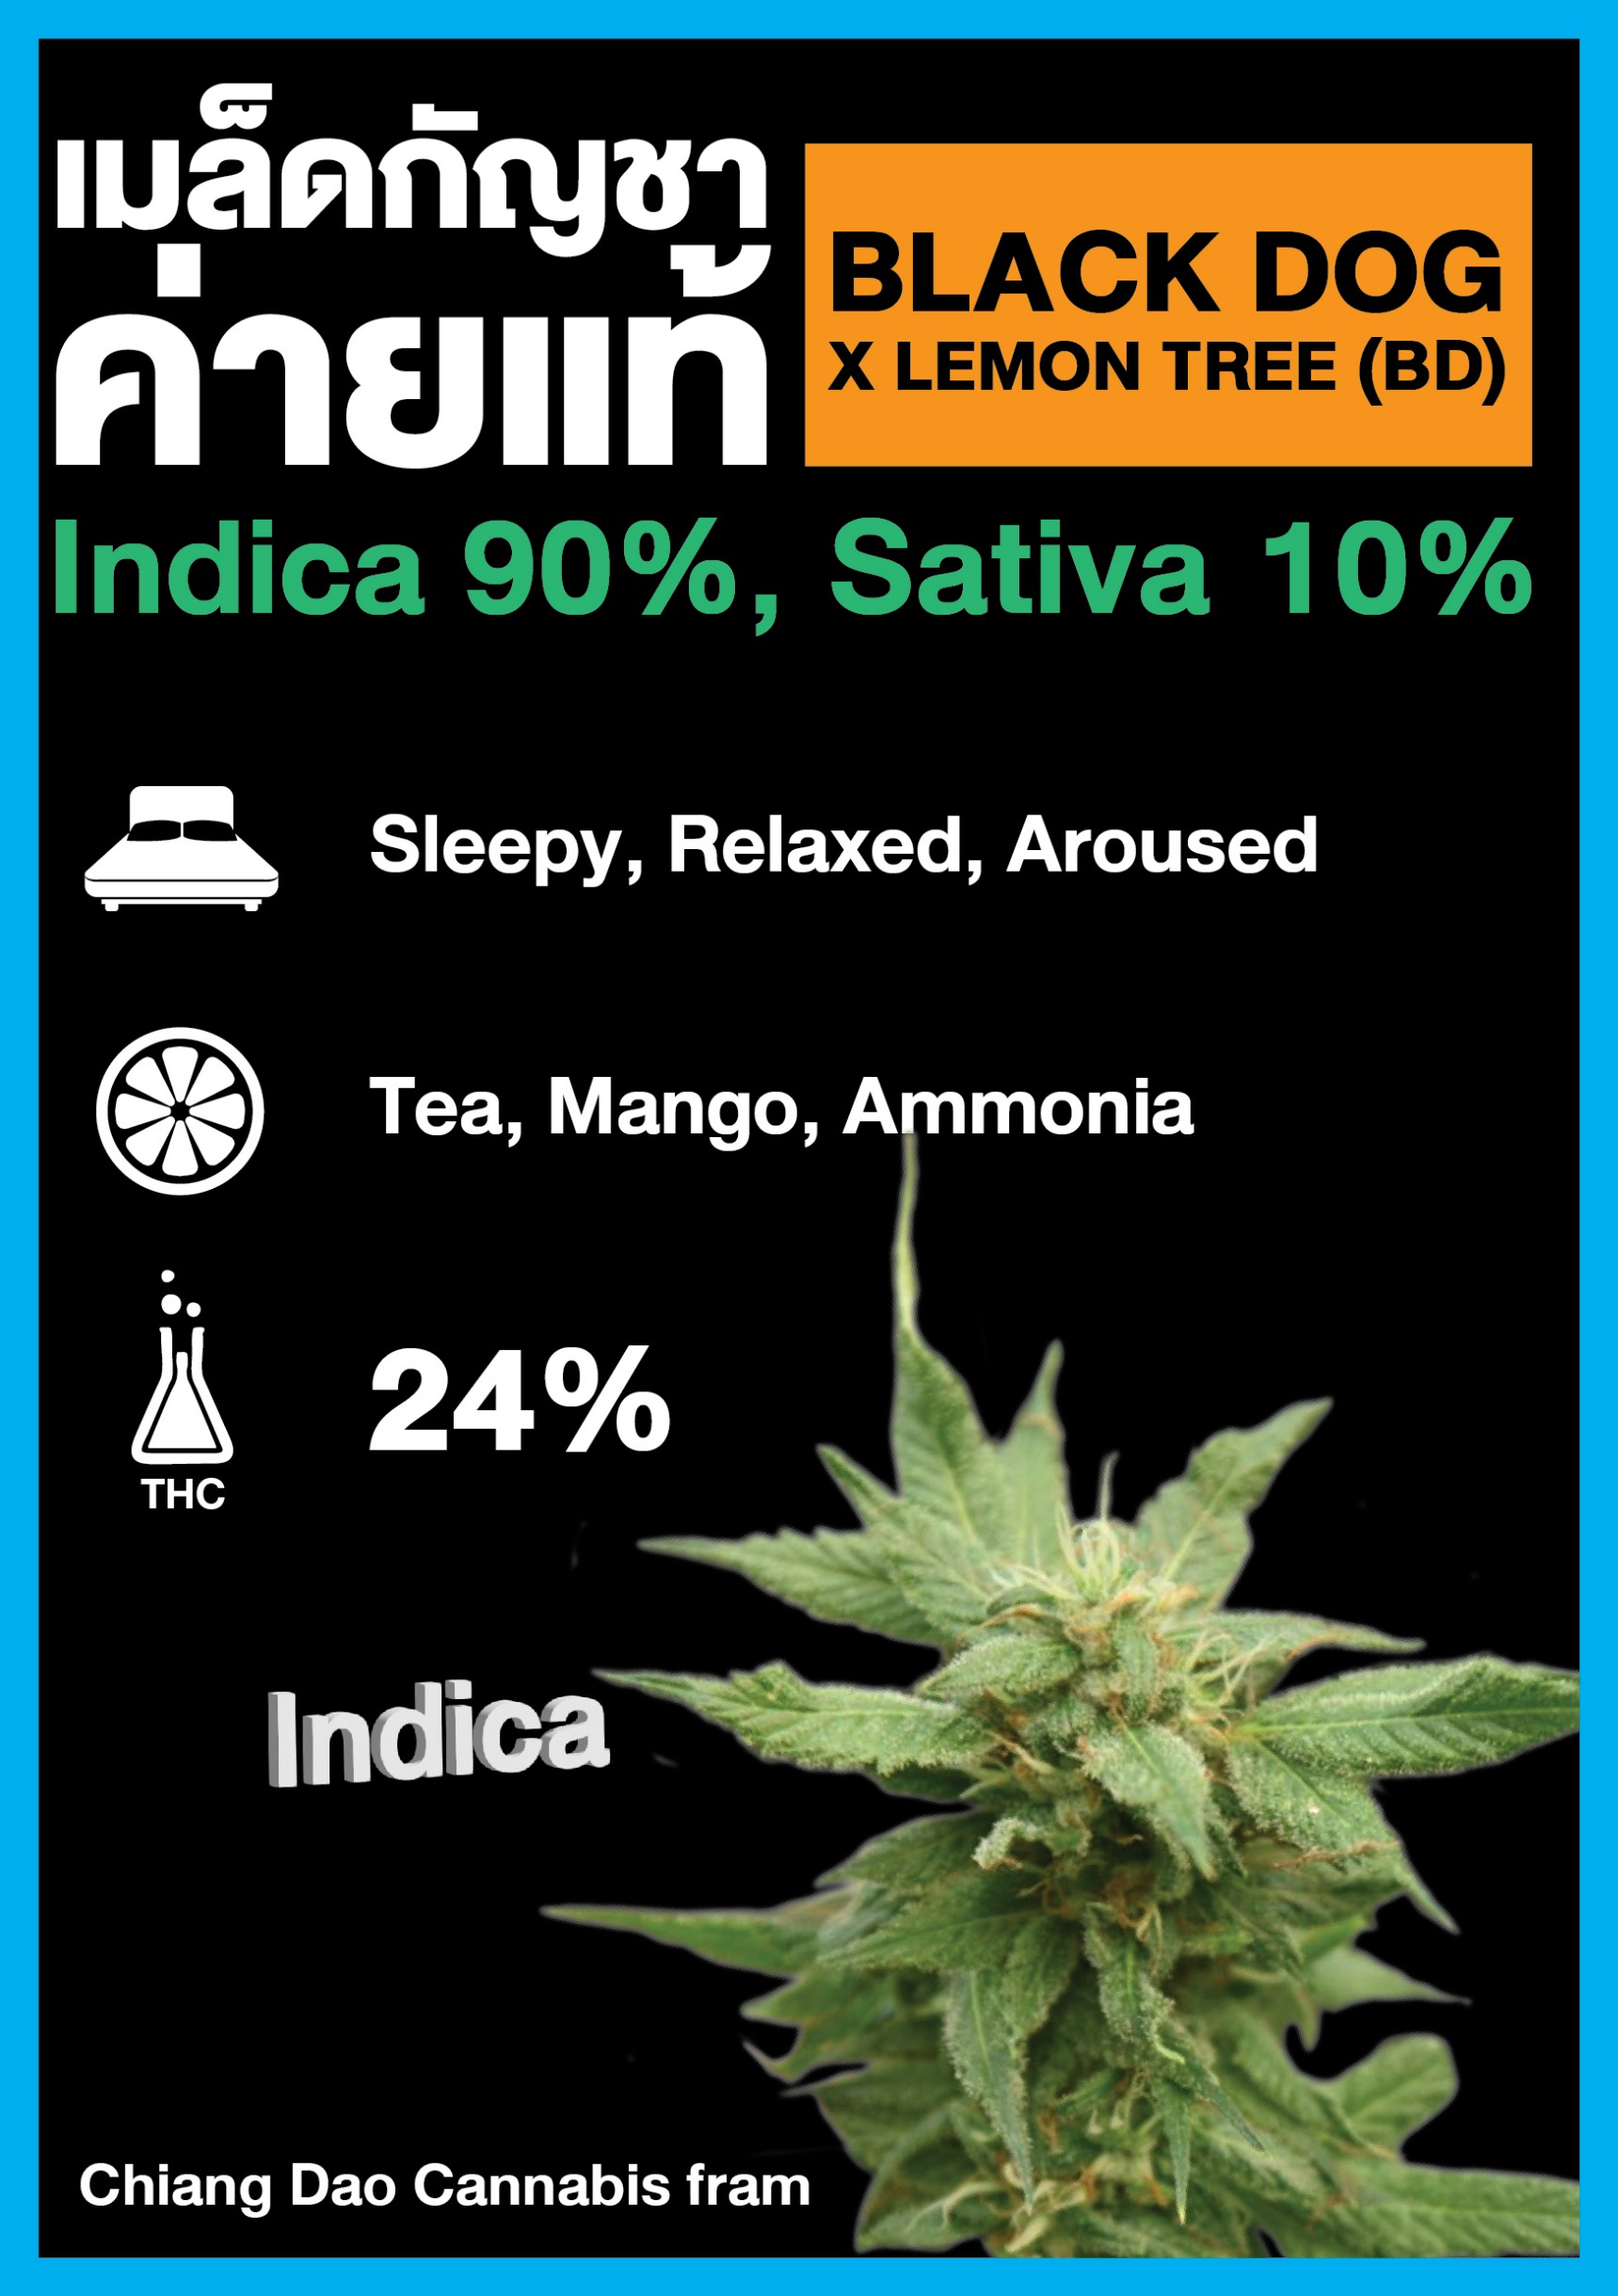 เมล็ดกัญชา
ค่ายแท้
BLACK DOG
X LEMON TREE (BD)
Indica 90%, Sativa 10%
Sleepy, Relaxed, Aroused
Tea, Mango, Ammonia
24%
THC
Indica
Chiang Dao Cannabis fram